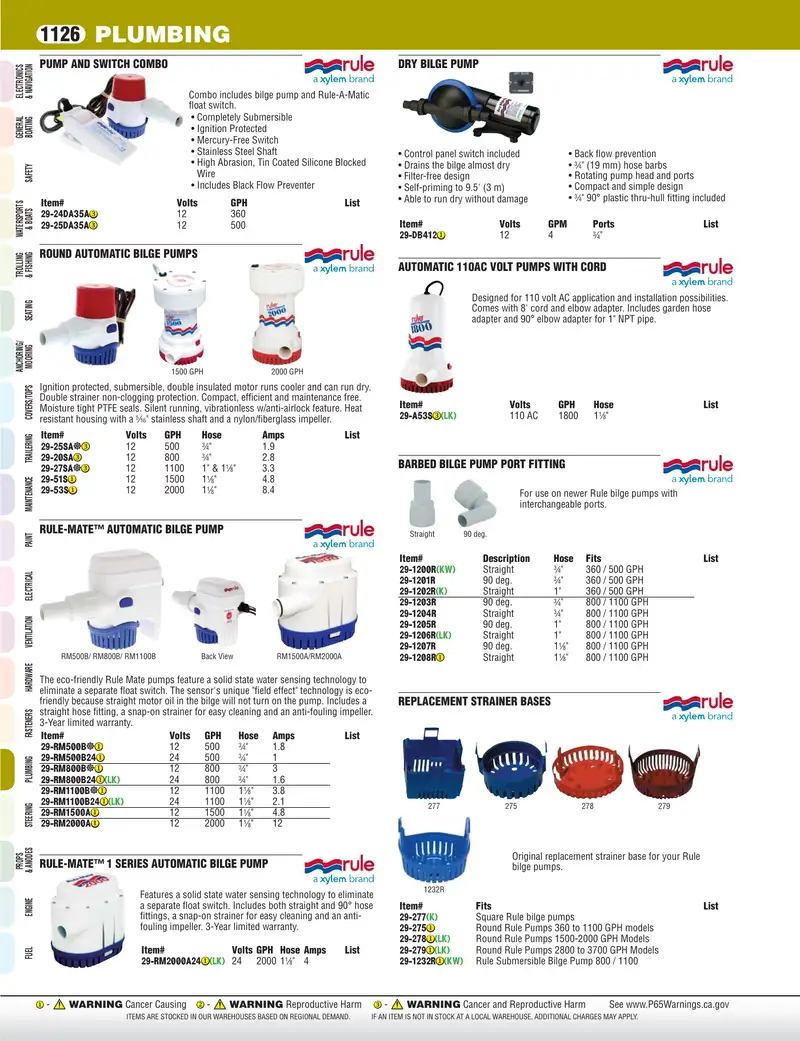 1126 PLUMBING
ELECTRONICS
& NAVIGATION
GENERAL
BOATING
SAFETY
WATERSPORTS
& BOATS
TROLLING
& FISHING
SEATING
ANCHORING/
MOORING
COVERS/TOPS
TRAILERING
MAINTENANCE
PAINT
ELECTRICAL
VENTILATION
HARDWARE
FASTENERS
PLUMBING
STEERING
PROPS
& ANODES
ENGINE
FUEL
PUMP AND SWITCH COMBO
rule
a xylem brand
Combo includes bilge pump and Rule-A-Matic
float switch.
• Completely Submersible
• Ignition Protected
• Mercury-Free Switch
• Stainless Steel Shaft
• High Abrasion, Tin Coated Silicone Blocked
Wire
• Includes Black Flow Preventer
Item# Volts GPH List
29-24DA35A③ 12 360
29-25DA35A③ 12 500
ROUND AUTOMATIC BILGE PUMPS
rule
a xylem brand
1500
2000
1500 GPH 2000 GPH
Ignition protected, submersible, double insulated motor runs cooler and can run dry.
Double strainer non-clogging protection. Compact, efficient and maintenance free.
Moisture tight PTFE seals. Silent running, vibrationless w/anti-airlock feature. Heat
resistant housing with a 5⁄16" stainless shaft and a nylon/fiberglass impeller.
Item# Volts GPH Hose Amps List
29-25SA③ 12 500 ¾" 1.9
29-20SA③ 12 800 ¾" 2.8
29-27SA③ 12 1100 1" & 1⅛" 3.3
29-51S① 12 1500 1⅛" 4.8
29-53S① 12 2000 1⅛" 8.4
RULE-MATE™ AUTOMATIC BILGE PUMP
rule
a xylem brand
RM500B/ RM800B/ RM1100B Back View RM1500A/RM2000A
The eco-friendly Rule Mate pumps feature a solid state water sensing technology to
eliminate a separate float switch. The sensor's unique "field effect" technology is eco-
friendly because straight motor oil in the bilge will not turn on the pump. Includes a
straight hose fitting, a snap-on strainer for easy cleaning and an anti-fouling impeller.
3-Year limited warranty.
Item# Volts GPH Hose Amps List
29-RM500B① 12 500 ¾" 1.8
29-RM500B24 24 500 ¾" 1
29-RM800B① 12 800 ¾" 3
29-RM800B24①(LK) 24 800 ¾" 1.6
29-RM1100B① 12 1100 1⅛" 3.8
29-RM1100B24①(LK) 24 1100 1⅛" 2.1
29-RM1500A① 12 1500 1⅛" 4.8
29-RM2000A① 12 2000 1⅛" 12
RULE-MATE™ 1 SERIES AUTOMATIC BILGE PUMP
rule
a xylem brand
2000
Features a solid state water sensing technology to eliminate
a separate float switch. Includes both straight and 90° hose
fittings, a snap-on strainer for easy cleaning and an anti-
fouling impeller. 3-Year limited warranty.
Item# Volts GPH Hose Amps List
29-RM2000A24①(LK) 24 2000 1⅛" 4
DRY BILGE PUMP
rule
a xylem brand
• Control panel switch included
• Drains the bilge almost dry
• Filter-free design
• Self-priming to 9.5' (3 m)
• Able to run dry without damage
• Back flow prevention
• ¾" (19 mm) hose barbs
• Rotating pump head and ports
• Compact and simple design
• ¾" 90° plastic thru-hull fitting included
Item# Volts GPM Ports List
29-DB412① 12 4 ¾"
AUTOMATIC 110AC VOLT PUMPS WITH CORD
rule
a xylem brand
rule
1800
Designed for 110 volt AC application and installation possibilities.
Comes with 8' cord and elbow adapter. Includes garden hose
adapter and 90° elbow adapter for 1" NPT pipe.
Item# Volts GPH Hose List
29-A53S③(LK) 110 AC 1800 1⅛"
BARBED BILGE PUMP PORT FITTING
rule
a xylem brand
For use on newer Rule bilge pumps with
interchangeable ports.
Straight 90 deg.
Item# Description Hose Fits List
29-1200R(KW) Straight ¾" 360 / 500 GPH
29-1201R 90 deg. ¾" 360 / 500 GPH
29-1202R(K) Straight 1" 360 / 500 GPH
29-1203R 90 deg. ¾" 800 / 1100 GPH
29-1204R Straight ¾" 800 / 1100 GPH
29-1205R 90 deg. 1" 800 / 1100 GPH
29-1206R(LK) Straight 1" 800 / 1100 GPH
29-1207R 90 deg. 1⅛" 800 / 1100 GPH
29-1208R① Straight 1⅛" 800 / 1100 GPH
REPLACEMENT STRAINER BASES
rule
a xylem brand
277 275 278 279
1232R
Original replacement strainer base for your Rule
bilge pumps.
Item# Fits List
29-277(K) Square Rule bilge pumps
29-275① Round Rule Pumps 360 to 1100 GPH models
29-278①(LK) Round Rule Pumps 1500-2000 GPH Models
29-279①(LK) Round Rule Pumps 2800 to 3700 GPH Models
29-1232R①(KW) Rule Submersible Bilge Pump 800 / 1100
① - WARNING Cancer Causing ② - WARNING Reproductive Harm ③ - WARNING Cancer and Reproductive Harm See www.P65Warnings.ca.gov
ITEMS ARE STOCKED IN OUR WAREHOUSES BASED ON REGIONAL DEMAND. IF AN ITEM IS NOT IN STOCK AT A LOCAL WAREHOUSE, ADDITIONAL CHARGES MAY APPLY.